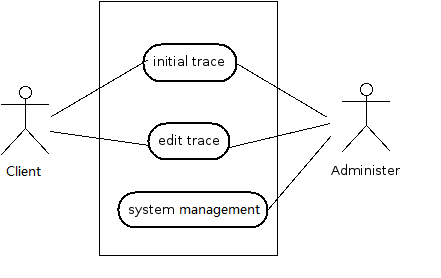 initial trace
edit trace
Client
Administer
system management